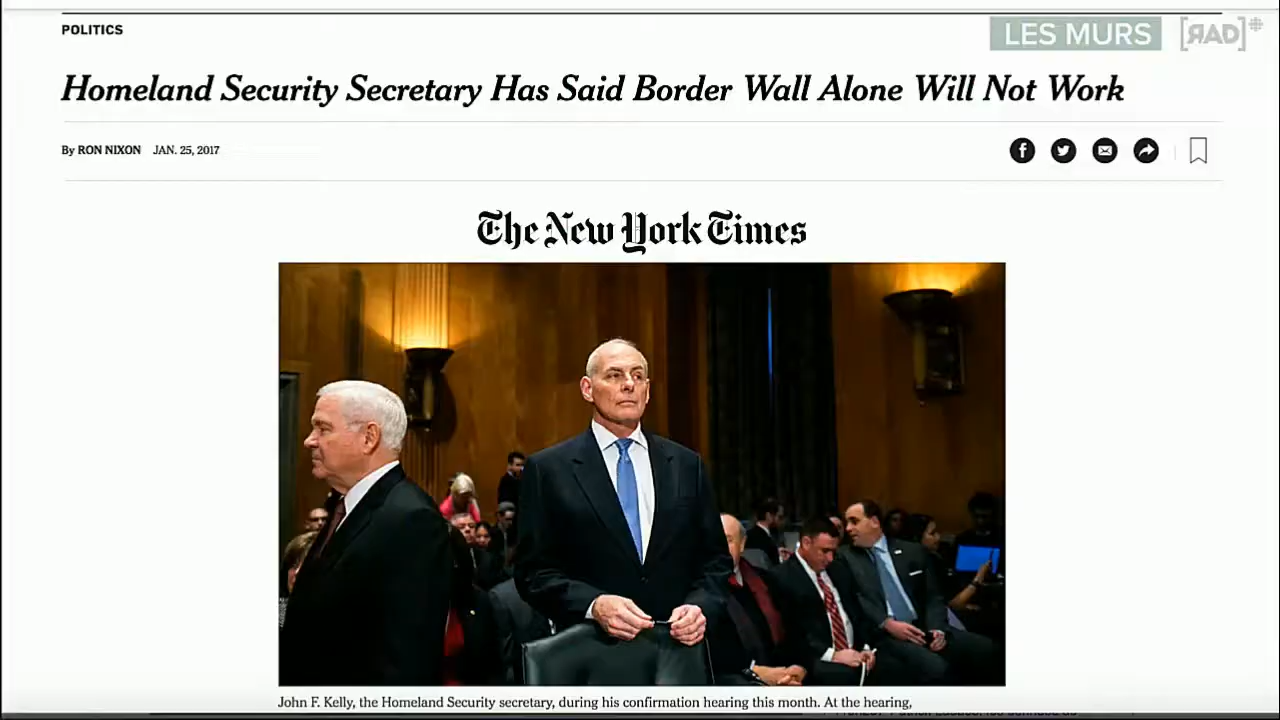 POLITICS
LES MURS
[RAD]
Homeland Security Secretary Has Said Border Wall Alone Will Not Work
By RON NIXON JAN. 25, 2017
The New York Times
John F. Kelly, the Homeland Security secretary, during his confirmation hearing this month. At the hearing,